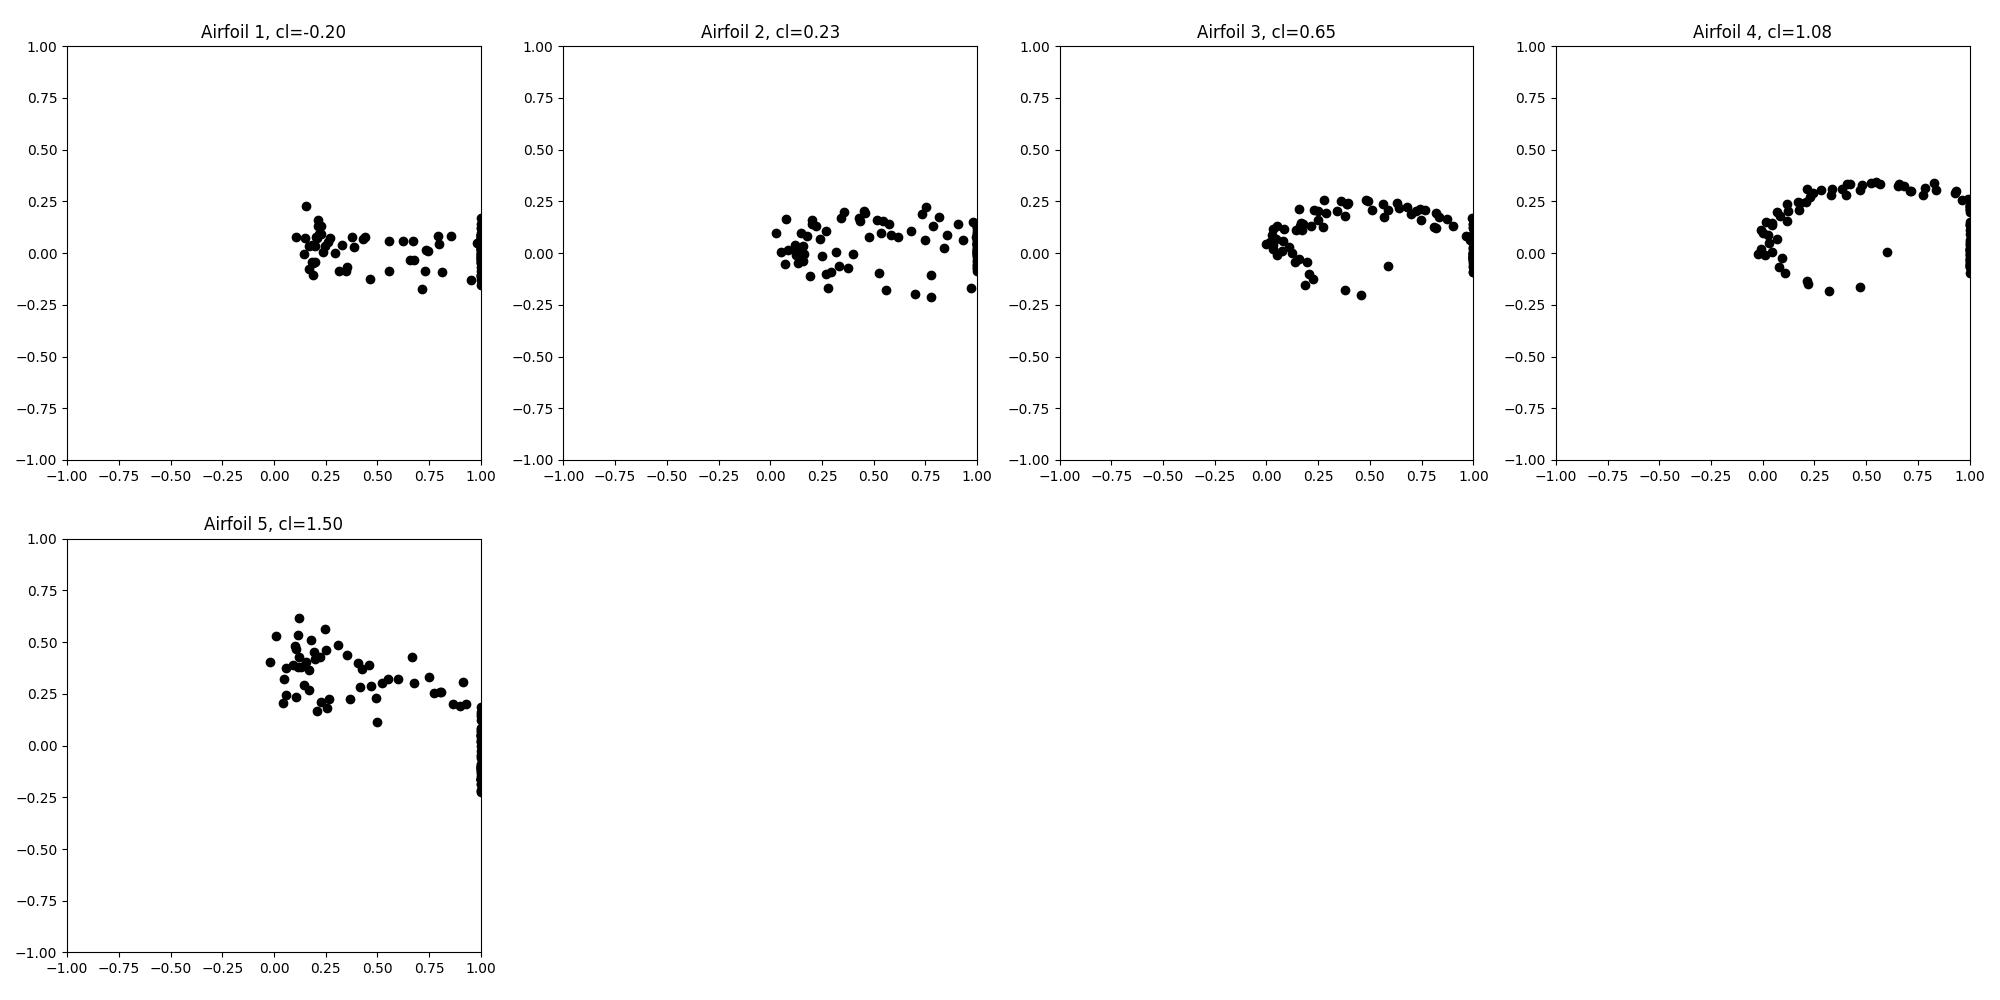 Airfoil 1, cl=-0.20
Airfoil 2, cl=0.23
Airfoil 3, cl=0.65
Airfoil 4, cl=1.08
1.00 1.00 1.00 1.00
0.75 0.75 0.75 0.75
0.50 0.50 0.50 0.50
0.25 0.25 0.25 0.25
0.00 0.00 0.00 0.00
−0.25 −0.25 −0.25 −0.25
−0.50 −0.50 −0.50 −0.50
−0.75 −0.75 −0.75 −0.75
−1.00 −1.00 −1.00 −1.00
−1.00 −0.75 −0.50 −0.25 0.00 0.25 0.50 0.75 1.00
−1.00 −0.75 −0.50 −0.25 0.00 0.25 0.50 0.75 1.00
−1.00 −0.75 −0.50 −0.25 0.00 0.25 0.50 0.75 1.00
−1.00 −0.75 −0.50 −0.25 0.00 0.25 0.50 0.75 1.00
Airfoil 5, cl=1.50
1.00
0.75
0.50
0.25
0.00
−0.25
−0.50
−0.75
−1.00
−1.00 −0.75 −0.50 −0.25 0.00 0.25 0.50 0.75 1.00